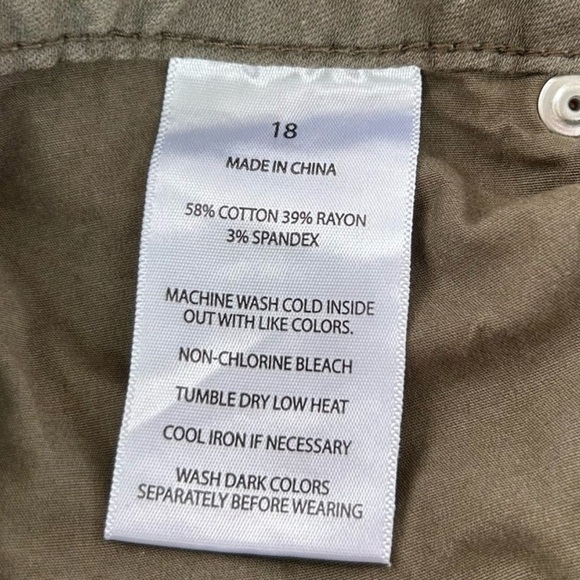 18
MADE IN CHINA
58% COTTON 39% RAYON
3% SPANDEX
MACHINE WASH COLD INSIDE
OUT WITH LIKE COLORS.
NON-CHLORINE BLEACH
TUMBLE DRY LOW HEAT
COOL IRON IF NECESSARY
WASH DARK COLORS
SEPARATELY BEFORE WEARING